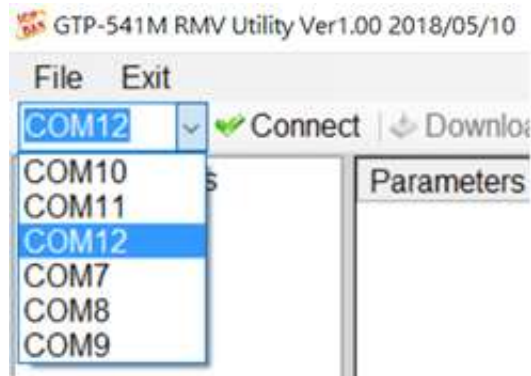 GTP-541M RMV Utility Ver1.00 2018/05/10
File Exit
COM12 Connect
COM10
COM11
COM12
COM7
COM8
COM9
Parameters